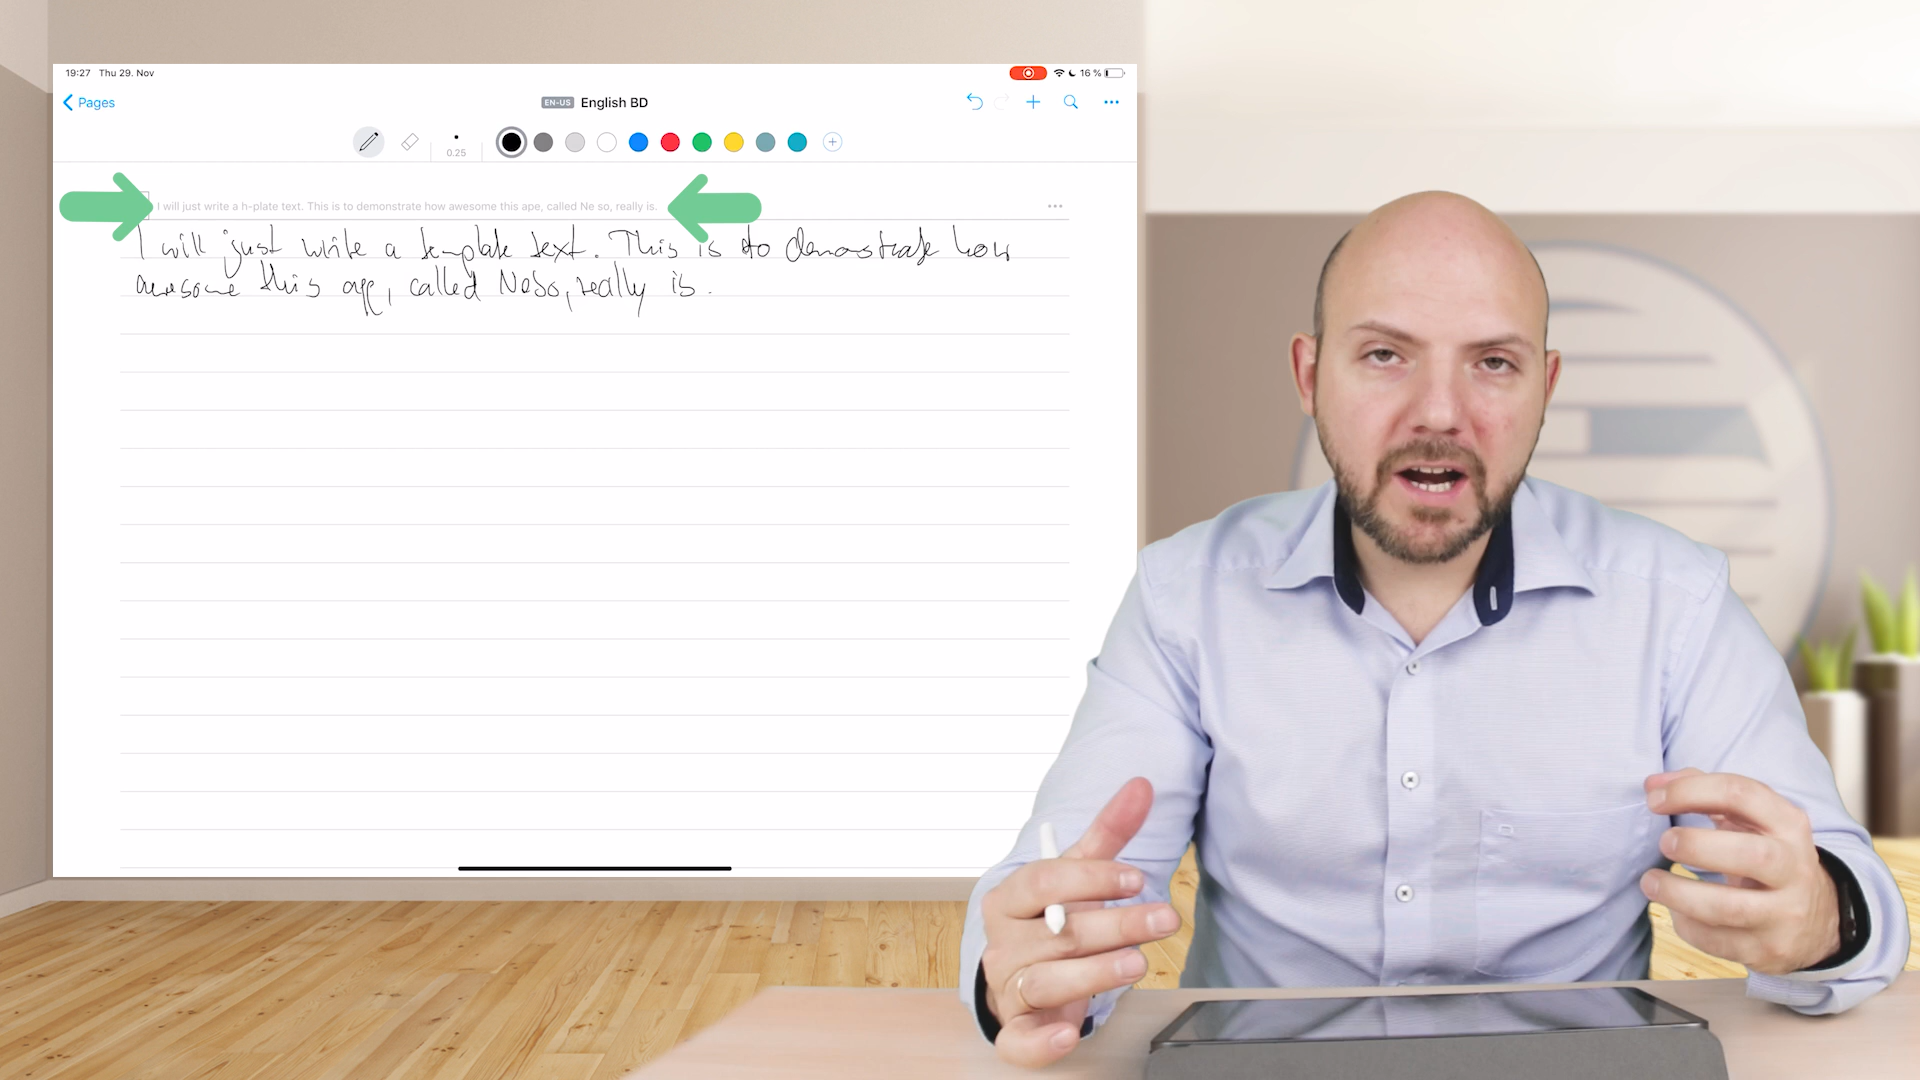 19:27 Thu 29. Nov 16 %
Pages EN-US English BD
0.25
I will just write a h-plate text. This is to demonstrate how awesome this ape, called Ne so, really is.
I will just write a template text. This is to demonstrate how
awesome this app, called Nebo, really is.